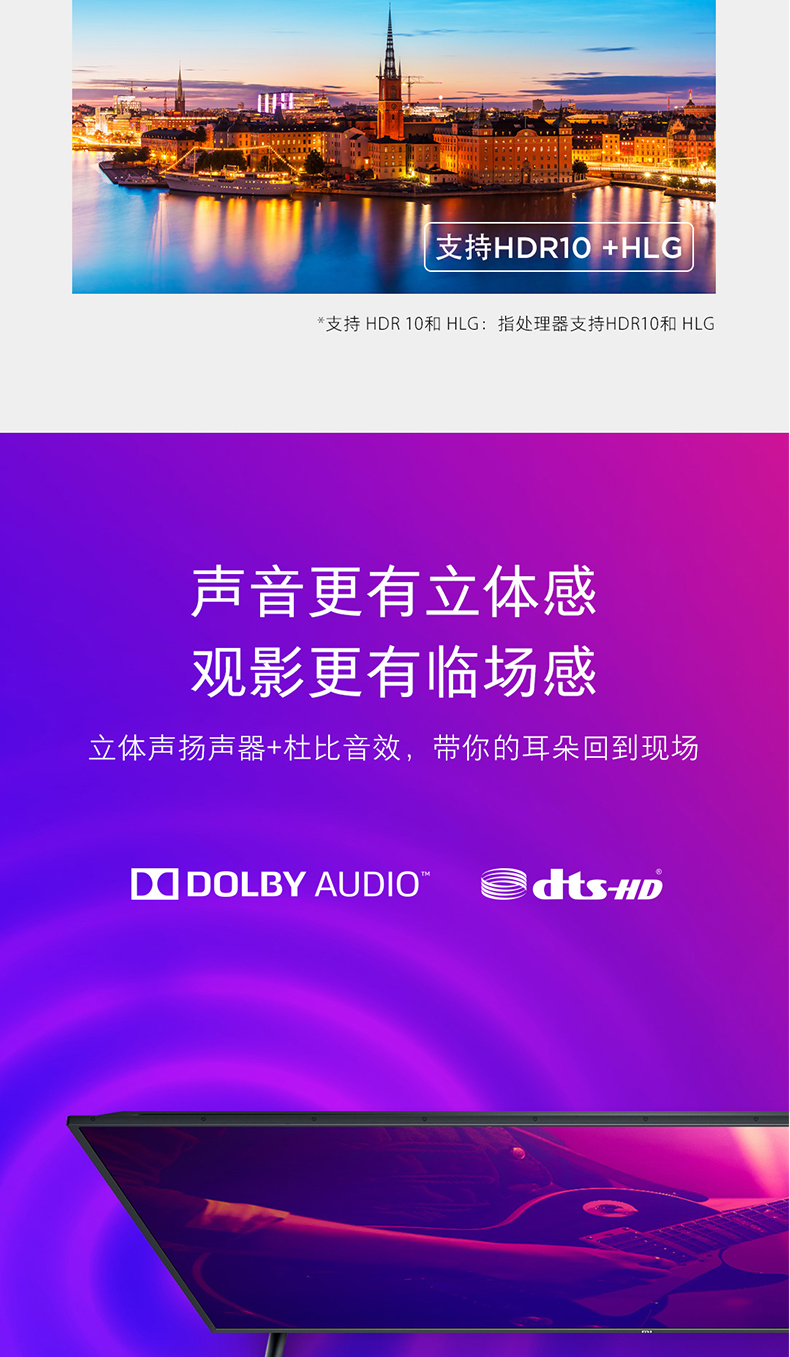 支持HDR10 +HLG
*支持 HDR 10和 HLG：指处理器支持HDR10和 HLG
声音更有立体感
观影更有临场感
立体声扬声器+杜比音效，带你的耳朵回到现场
DOLBY AUDIO™ dts-HD®
mi